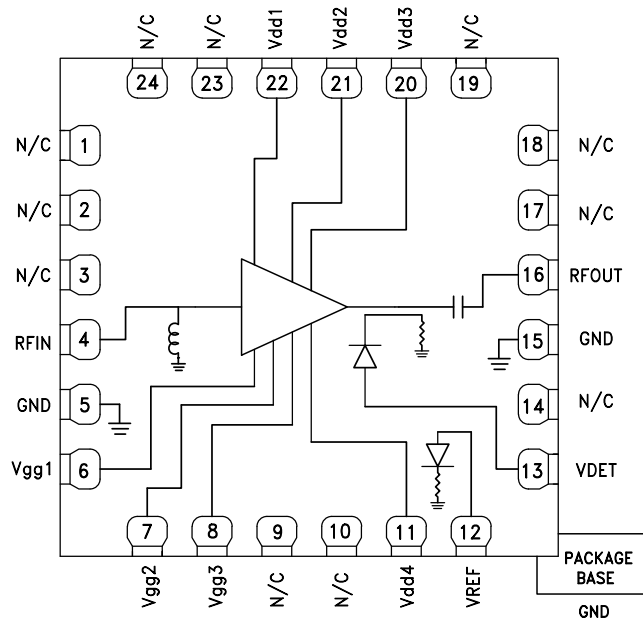 N/C
N/C
Vdd1
Vdd2
Vdd3
N/C
24
23
22
21
20
19
N/C
1
18
N/C
N/C
2
17
N/C
N/C
3
16
RFOUT
RFIN
4
15
GND
GND
5
14
N/C
Vgg1
6
13
VDET
7
8
9
10
11
12
Vgg2
Vgg3
N/C
N/C
Vdd4
VREF
PACKAGE
BASE
GND